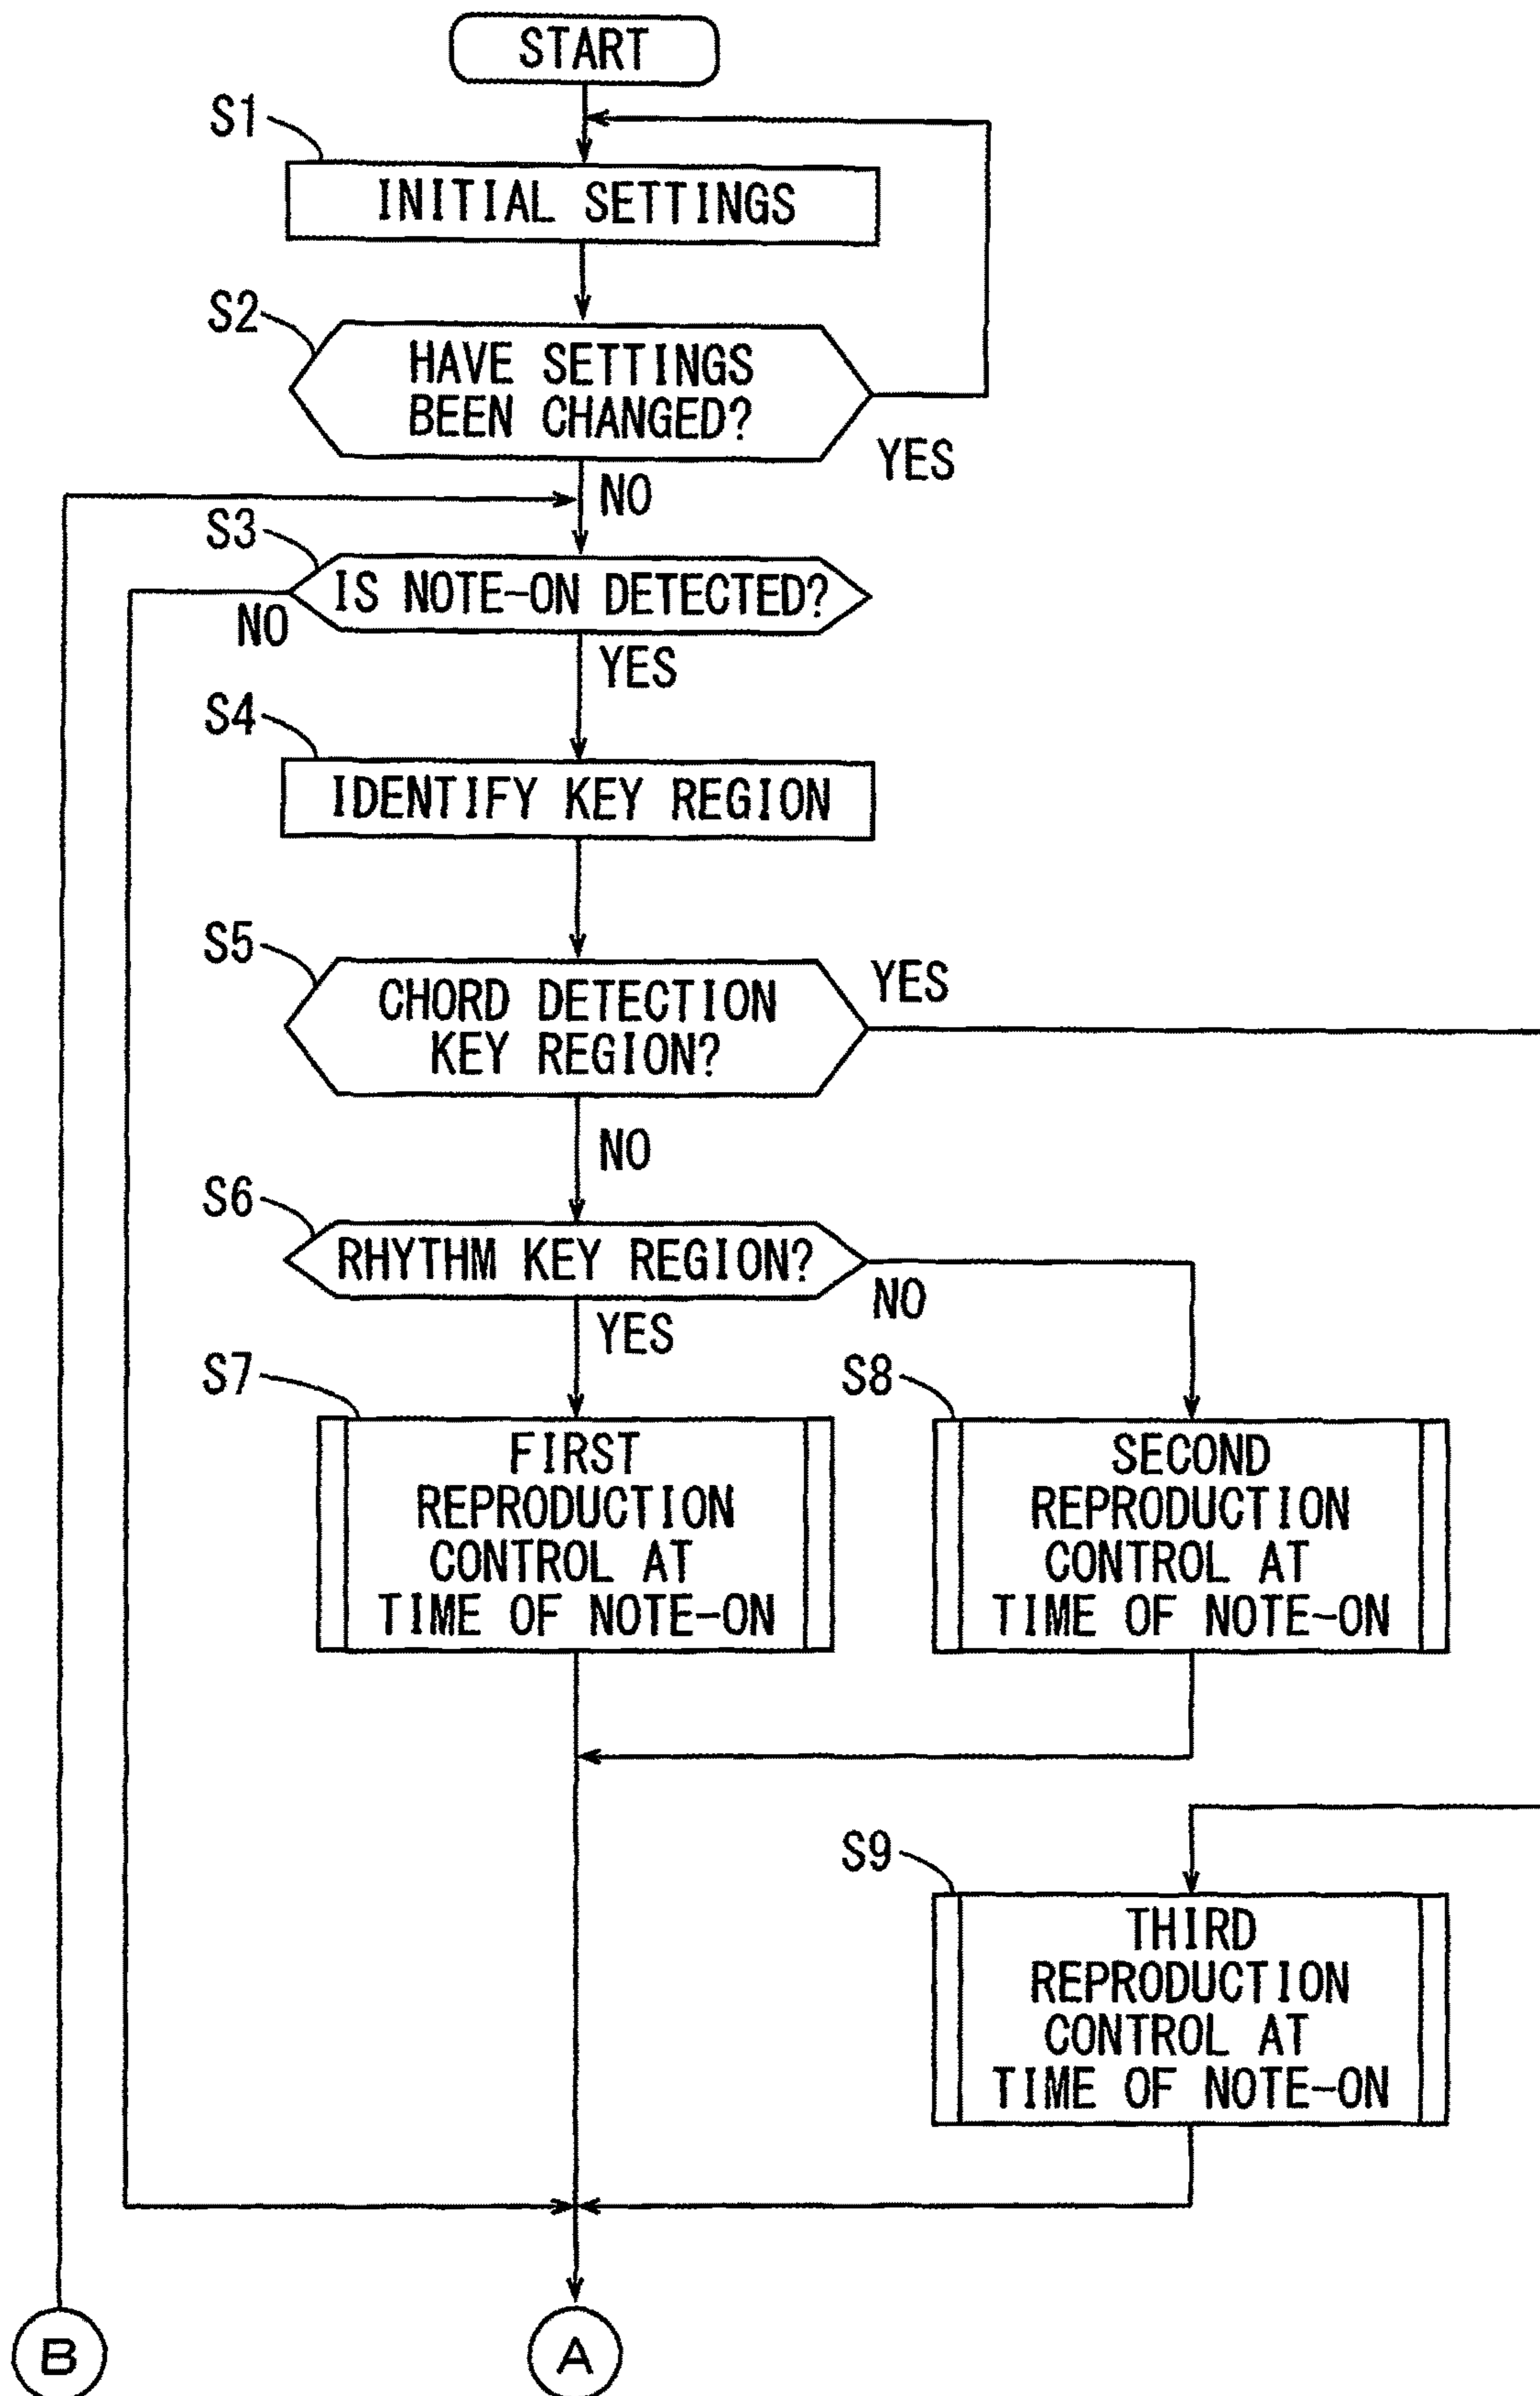 START
S1
INITIAL SETTINGS
S2
HAVE SETTINGS
BEEN CHANGED?
YES
NO
S3
IS NOTE-ON DETECTED?
NO
YES
S4
IDENTIFY KEY REGION
S5
CHORD DETECTION
KEY REGION?
YES
NO
S6
RHYTHM KEY REGION?
NO
YES
S7
FIRST
REPRODUCTION
CONTROL AT
TIME OF NOTE-ON
S8
SECOND
REPRODUCTION
CONTROL AT
TIME OF NOTE-ON
S9
THIRD
REPRODUCTION
CONTROL AT
TIME OF NOTE-ON
B
A